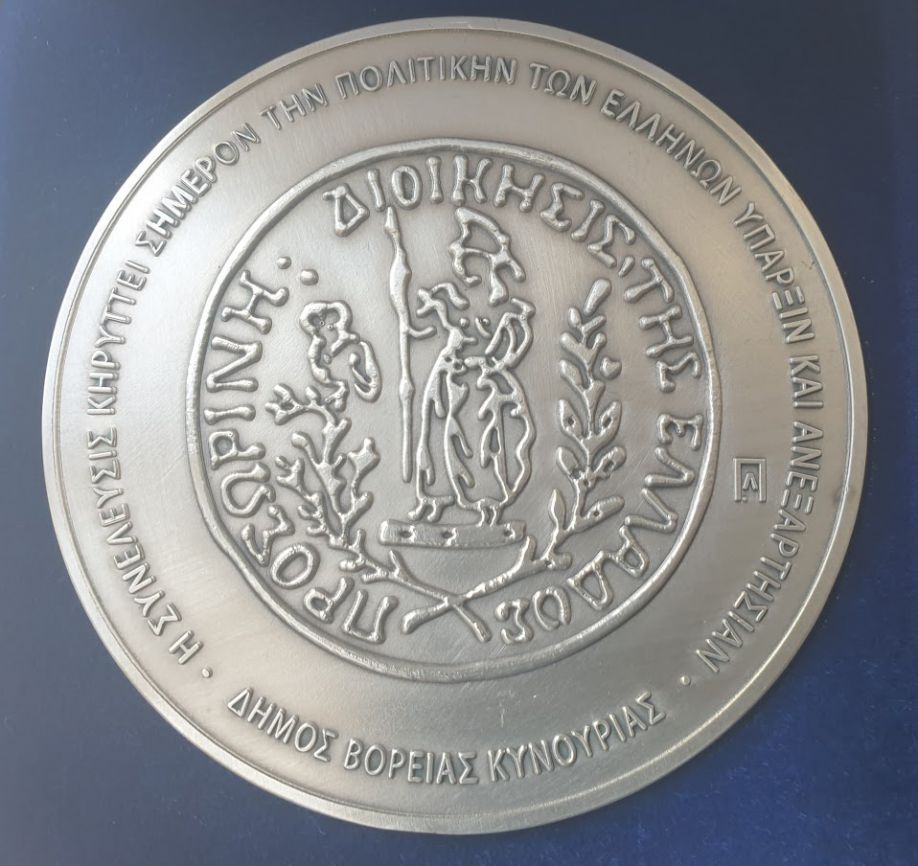 Η ΣΥΝΕΛΕΥΣΙΣ ΚΗΡΥΤΤΕΙ ΣΗΜΕΡΟΝ ΤΗΝ ΠΟΛΙΤΙΚΗΝ ΤΩΝ ΕΛΛΗΝΩΝ ΥΠΑΡΞΙΝ ΚΑΙ ΑΝΕΞΑΡΤΗΣΙΑΝ
· ΔΗΜΟΣ ΒΟΡΕΙΑΣ ΚΥΝΟΥΡΙΑΣ ·
ΠΡΟΣΩΡΙΝΗ: ΔΙΟΙΚΗΣΙΣ, ΤΗΣ ΕΛΛΑΔΟΣ